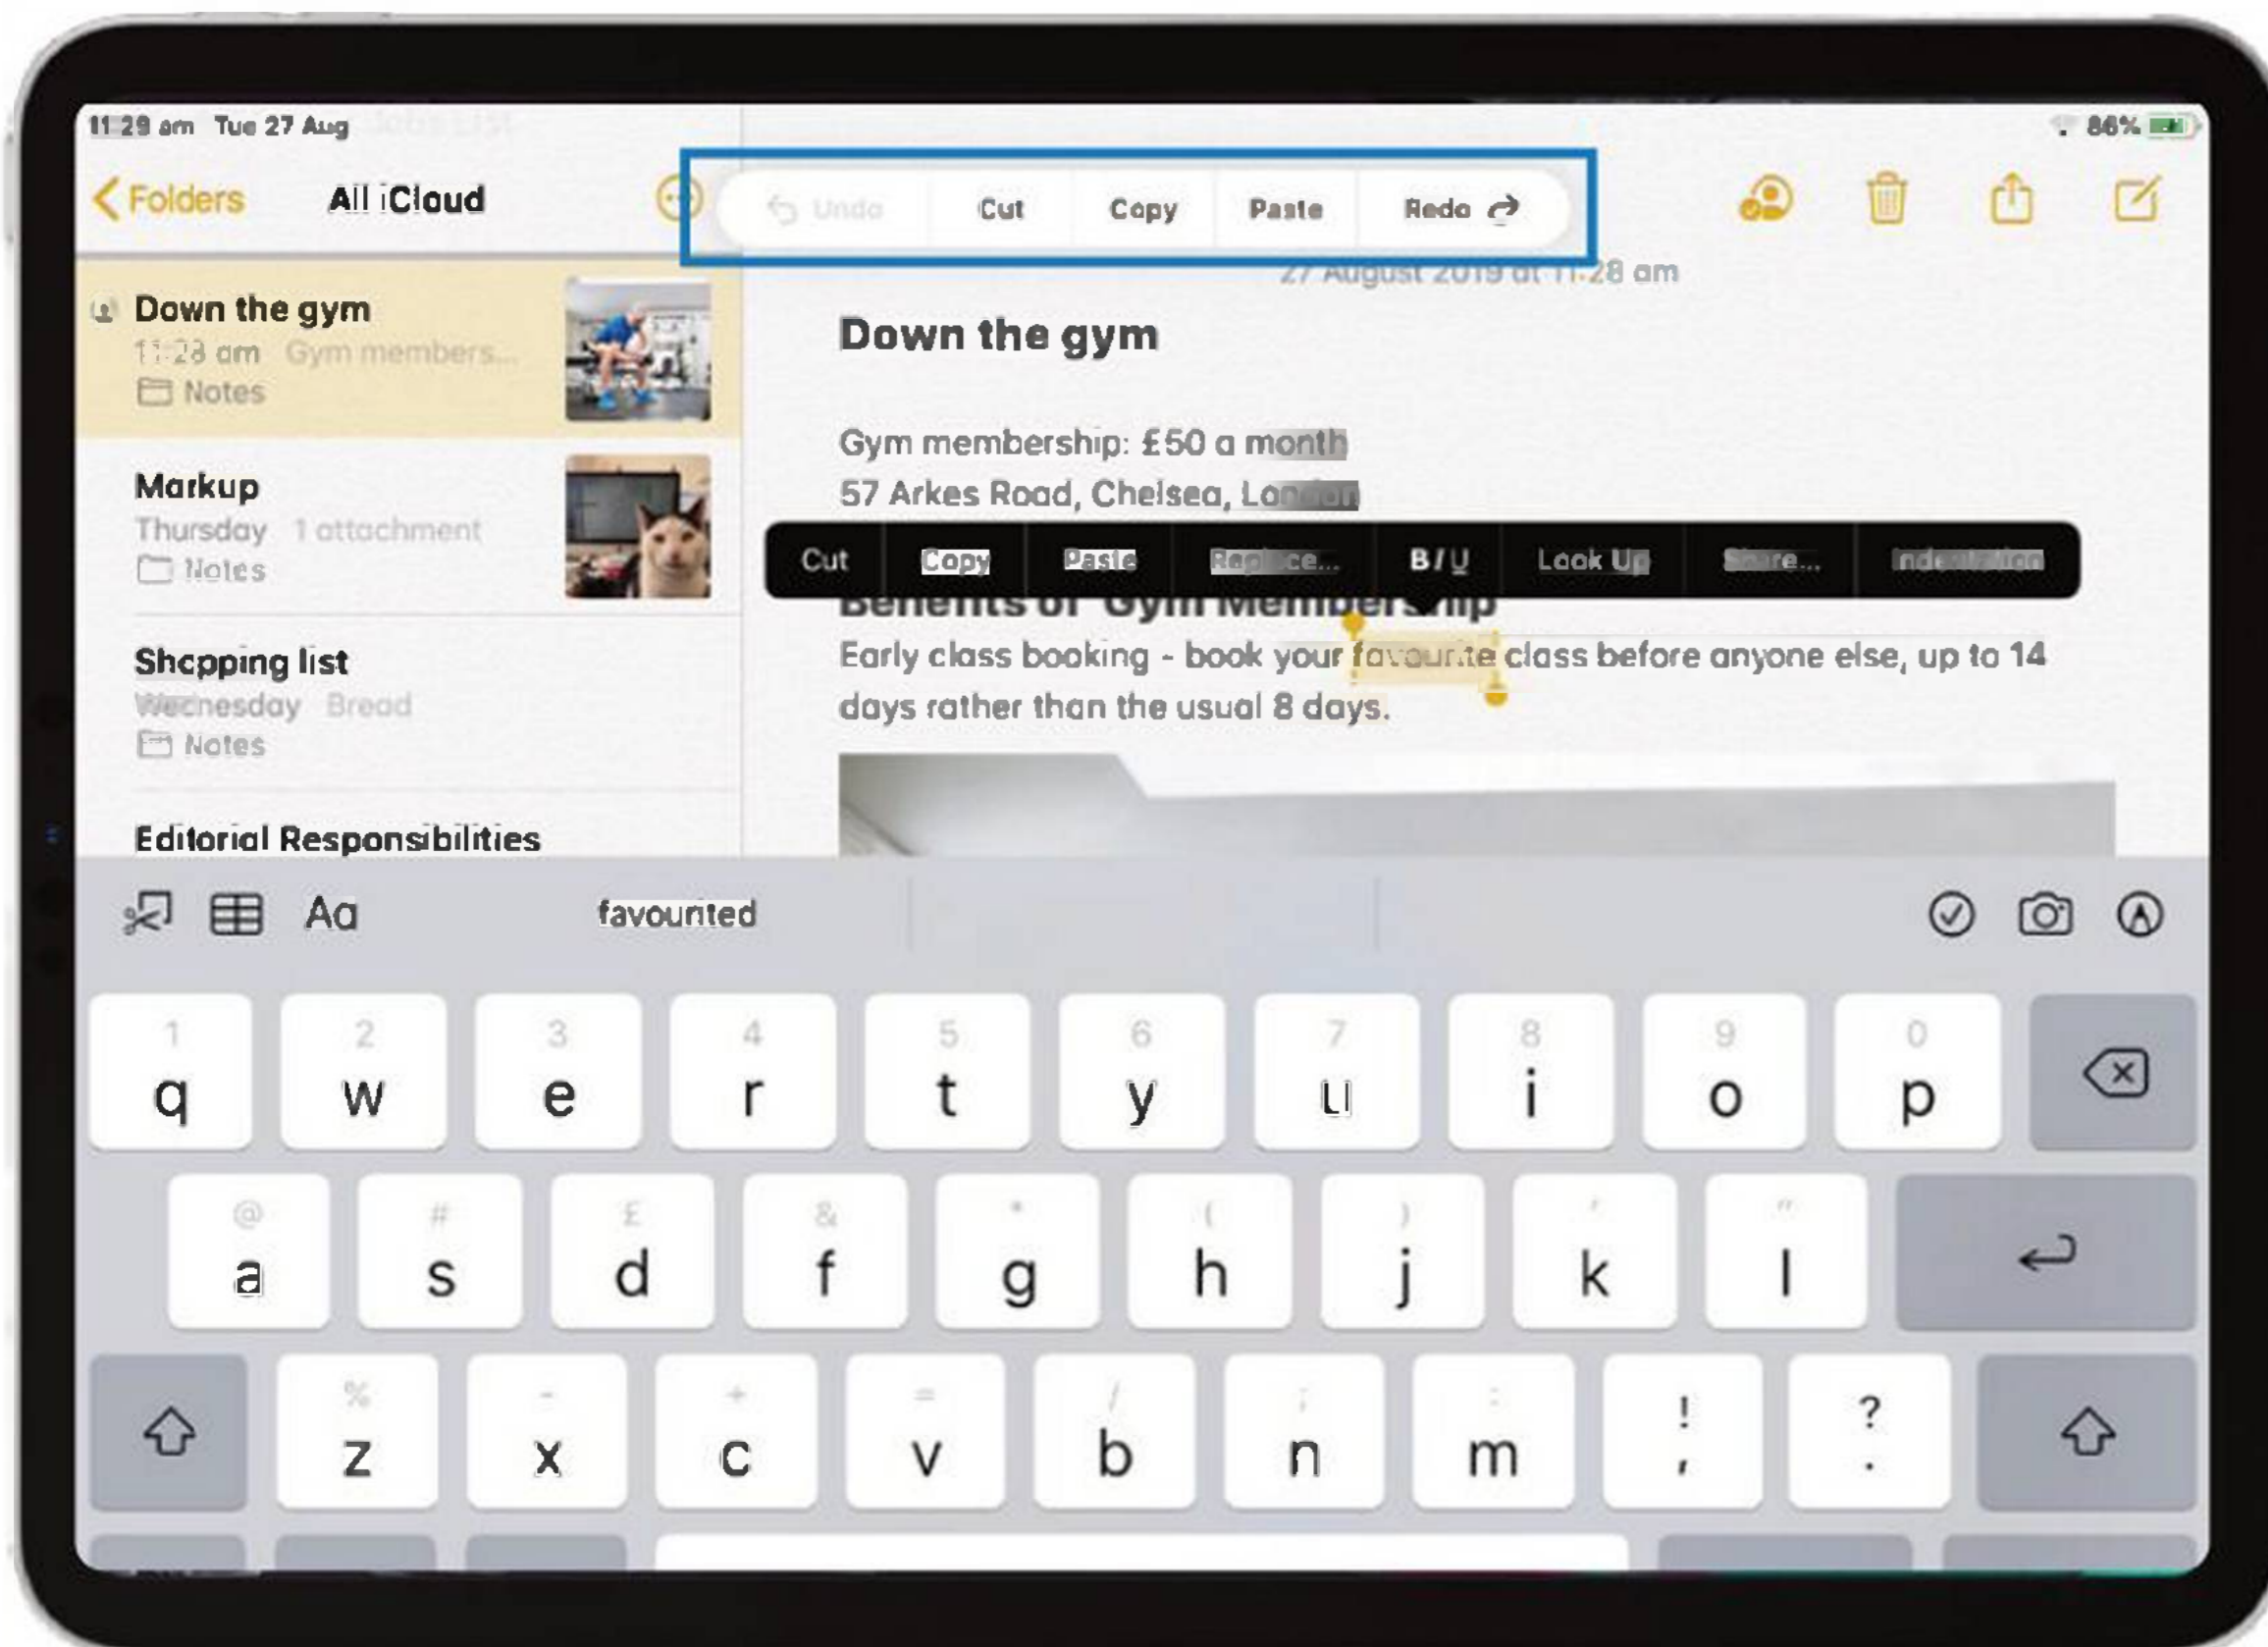 11:29 am Tue 27 Aug
86%
Folders
All iCloud
Undo
Cut
Copy
Paste
Redo
Down the gym
11:28 am Gym members...
Notes
Markup
Thursday 1 attachment
Notes
Shopping list
Wednesday Bread
Notes
Editorial Responsibilities
27 August 2019 at 11:28 am
Down the gym
Gym membership: £50 a month
57 Arkes Road, Chelsea, London
Cut
Copy
Paste
Replace...
B I U
Look Up
Share...
Indentation
Benefits of Gym Membership
Early class booking - book your favourite class before anyone else, up to 14
days rather than the usual 8 days.
Aa
favourited
1 2 3 4 5 6 7 8 9 0
q w e r t y u i o p
@ # £ & * ( ) ' "
a s d f g h j k l
% - + = / ; : ! ?
z x c v b n m , .